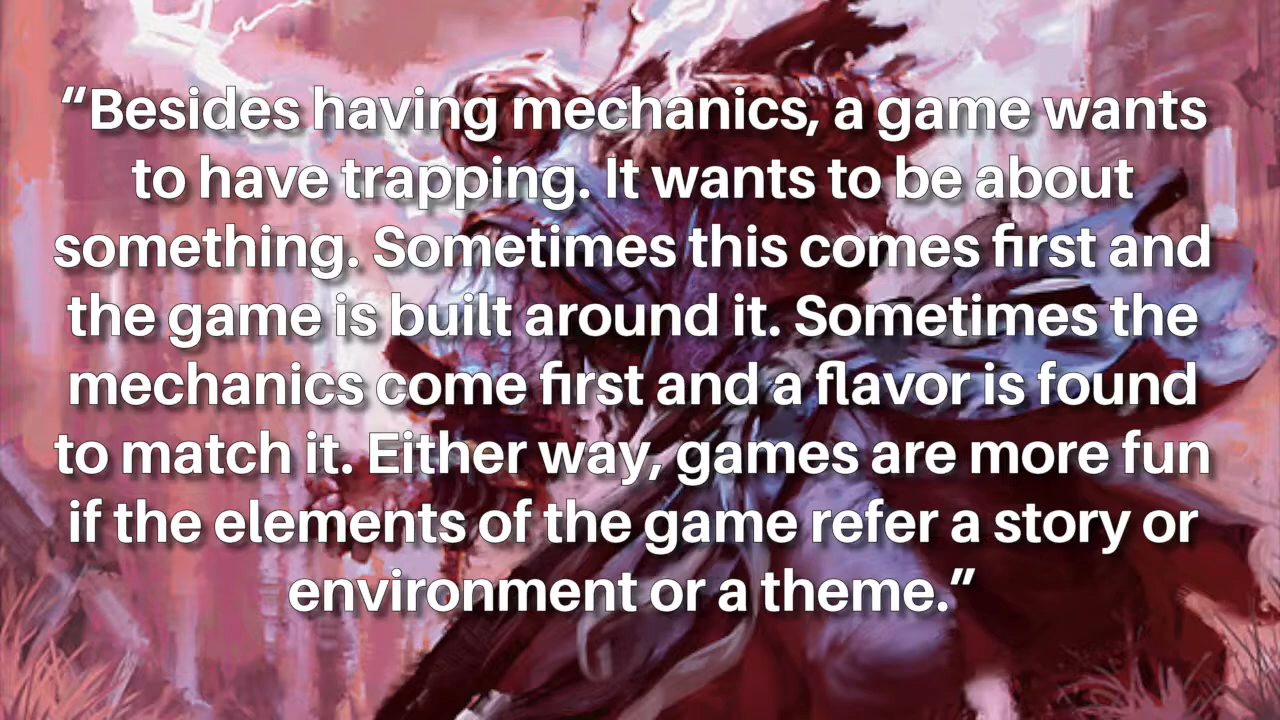 “Besides having mechanics, a game wants
to have trapping. It wants to be about
something. Sometimes this comes first and
the game is built around it. Sometimes the
mechanics come first and a flavor is found
to match it. Either way, games are more fun
if the elements of the game refer a story or
environment or a theme.”